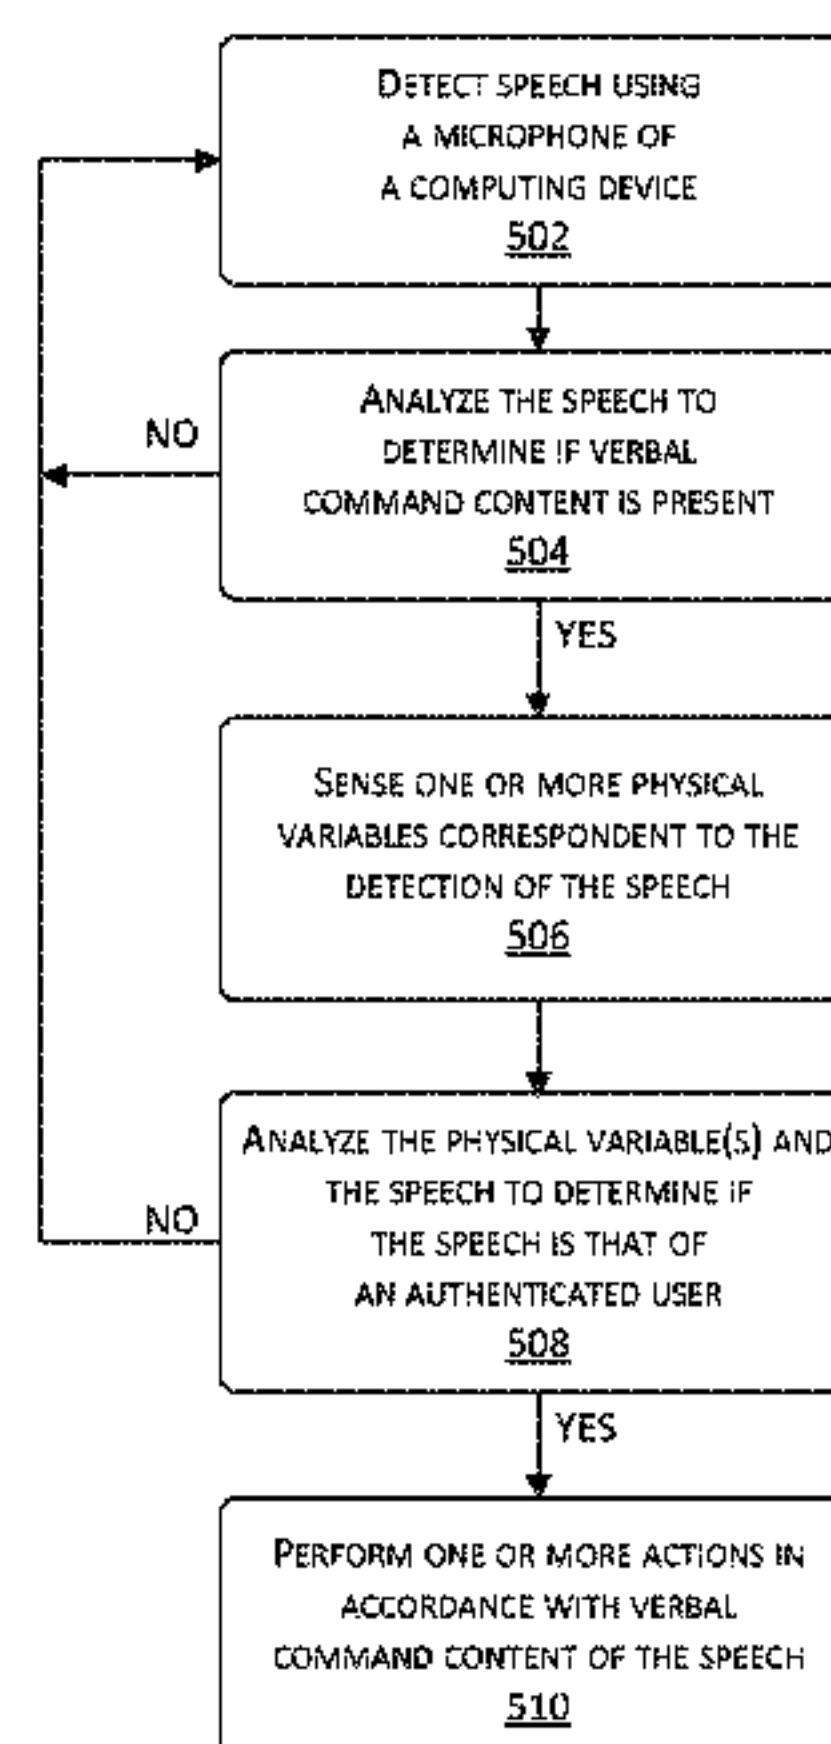 DETECT SPEECH USING
A MICROPHONE OF
A COMPUTING DEVICE
502
ANALYZE THE SPEECH TO
DETERMINE IF VERBAL
COMMAND CONTENT IS PRESENT
504
NO
YES
SENSE ONE OR MORE PHYSICAL
VARIABLES CORRESPONDENT TO THE
DETECTION OF THE SPEECH
506
ANALYZE THE PHYSICAL VARIABLE(S) AND
THE SPEECH TO DETERMINE IF
THE SPEECH IS THAT OF
AN AUTHENTICATED USER
508
NO
YES
PERFORM ONE OR MORE ACTIONS IN
ACCORDANCE WITH VERBAL
COMMAND CONTENT OF THE SPEECH
510